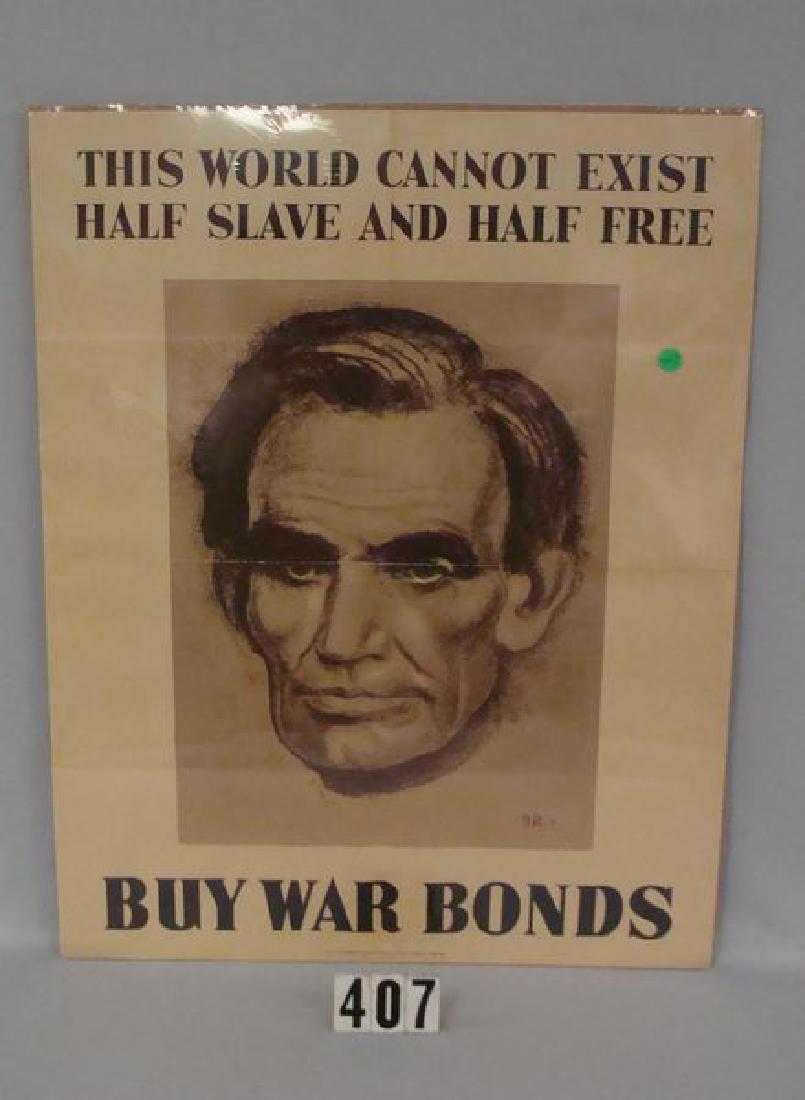 THIS WORLD CANNOT EXIST
HALF SLAVE AND HALF FREE
BUY WAR BONDS
407